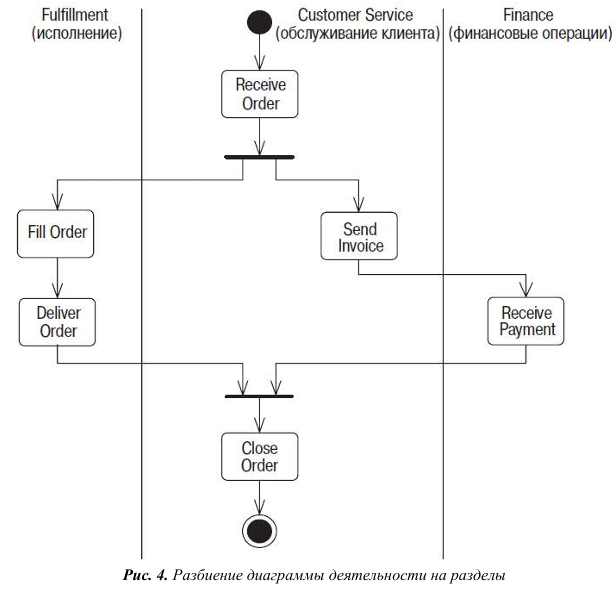 Fulfillment
(исполнение)
Customer Service
(обслуживание клиента)
Finance
(финансовые операции)
Receive
Order
Fill Order
Send
Invoice
Deliver
Order
Receive
Payment
Close
Order
Рис. 4. Разбиение диаграммы деятельности на разделы